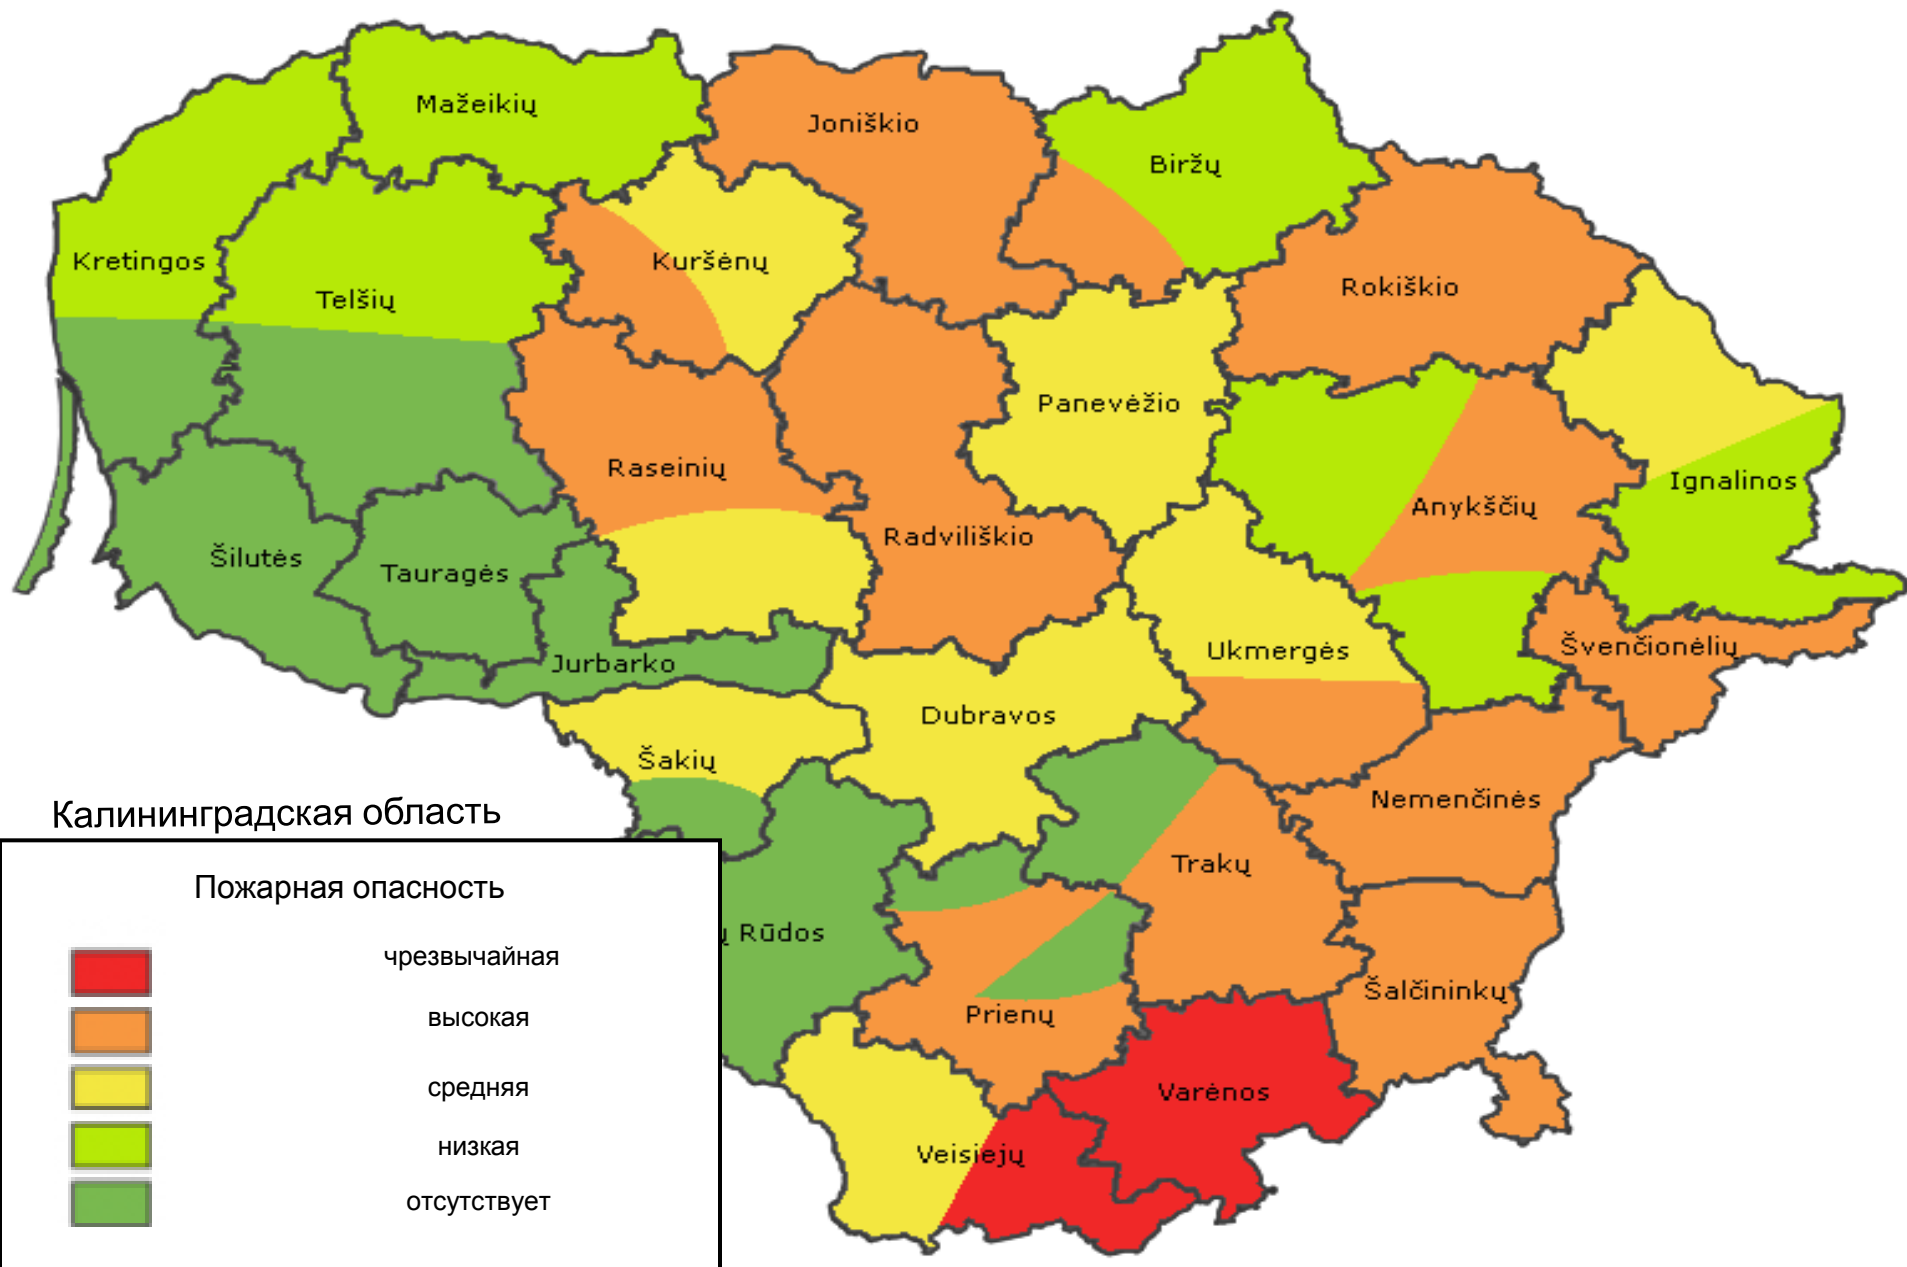 Mažeikių
Joniškio
Biržų
Kretingos
Telšių
Kuršėnų
Rokiškio
Panevėžio
Raseinių
Ignalinos
Anykščių
Radviliškio
Šilutės
Tauragės
Jurbarko
Ukmergės
Švenčionėlių
Dubravos
Šakių
Nemenčinės
Trakų
ų Rūdos
Šalčininkų
Prienų
Varėnos
Veisiejų
Калининградская область
Пожарная опасность
чрезвычайная
высокая
средняя
низкая
отсутствует